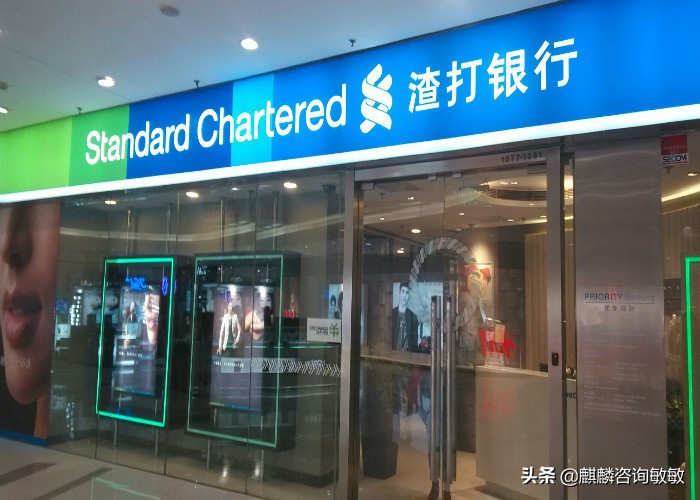 Standard Chartered 渣打银行
1077-1081
SECOM
PRIORITY Banking
优先理财
头条 @麒麟咨询敏敏